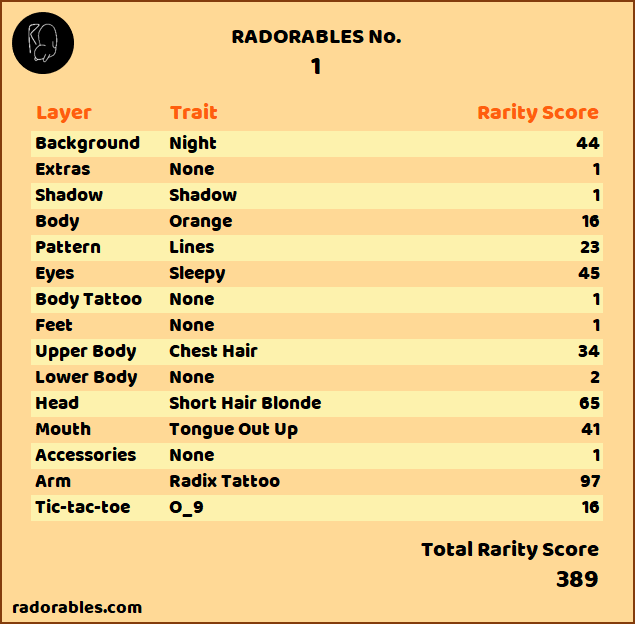 RADORABLES No.
1
Layer Trait Rarity Score
Background Night 44
Extras None 1
Shadow Shadow 1
Body Orange 16
Pattern Lines 23
Eyes Sleepy 45
Body Tattoo None 1
Feet None 1
Upper Body Chest Hair 34
Lower Body None 2
Head Short Hair Blonde 65
Mouth Tongue Out Up 41
Accessories None 1
Arm Radix Tattoo 97
Tic-tac-toe O_9 16
Total Rarity Score
389
radorables.com